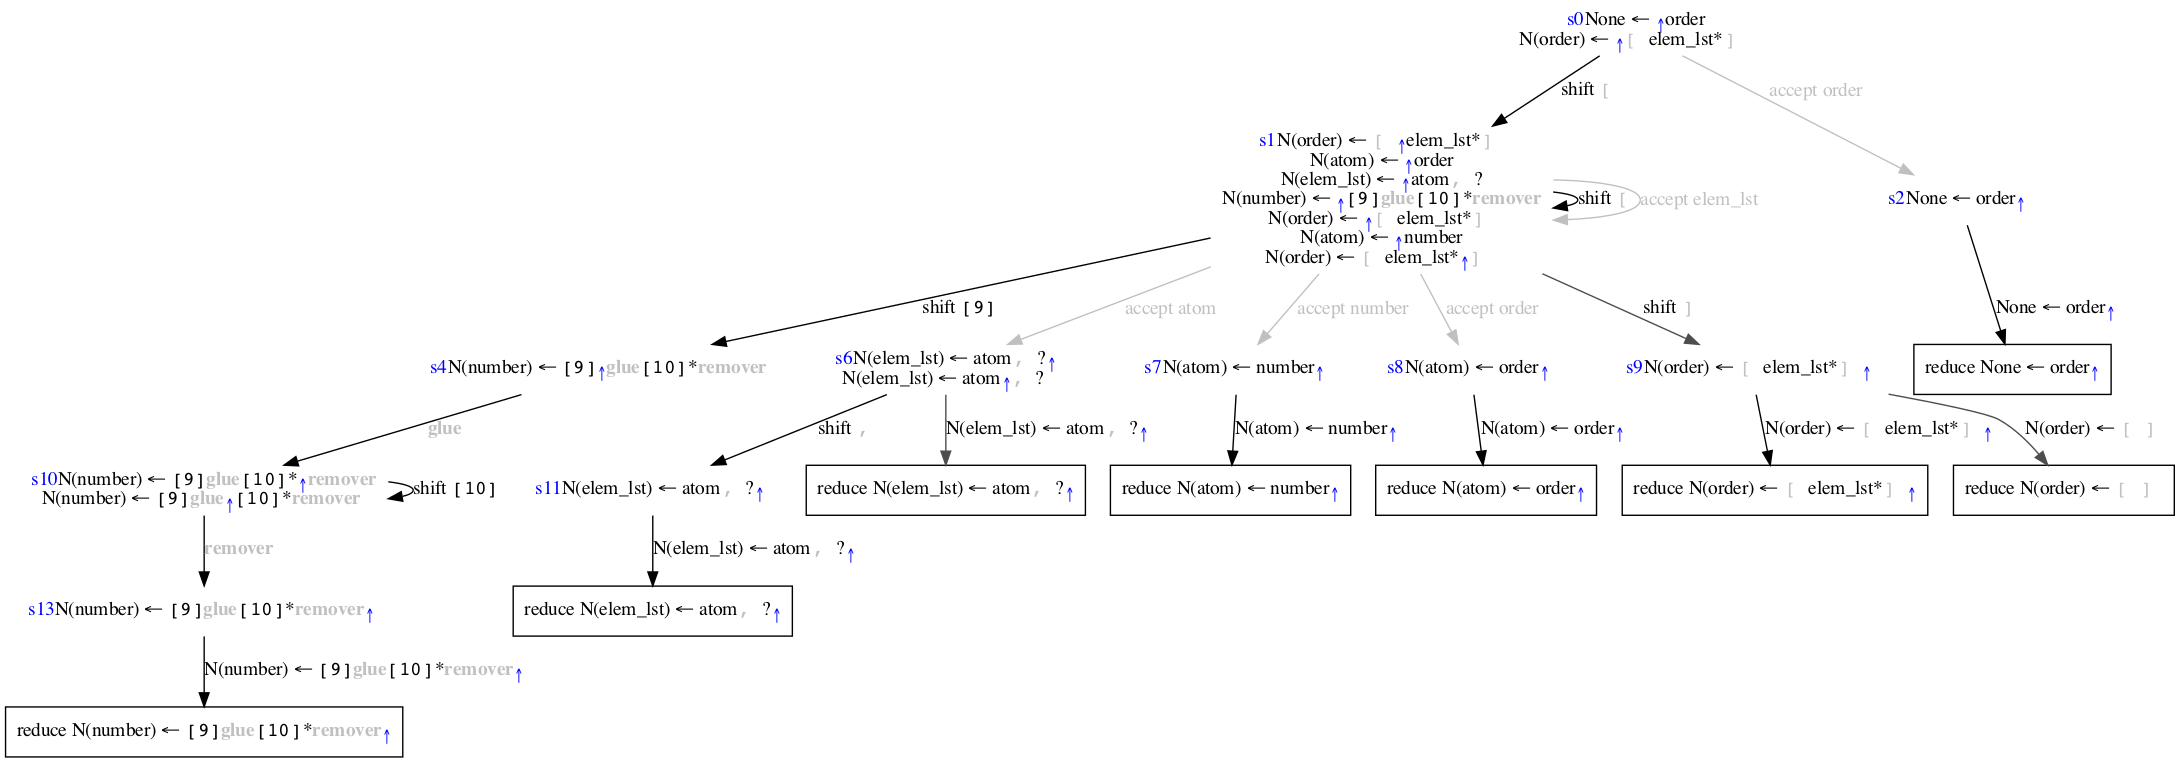 s0None ← ↑order
N(order) ← ↑[ elem_lst*]
shift [
accept order
s1N(order) ← [ ↑elem_lst*]
N(atom) ← ↑order
N(elem_lst) ← ↑atom, ?
N(number) ← ↑[9]glue[10]*remover
N(order) ← ↑[ elem_lst*]
N(atom) ← ↑number
N(order) ← [ elem_lst*↑]
shift [
accept elem_lst
s2None ← order↑
shift [9]
accept atom
accept number
accept order
shift ]
None ← order↑
s4N(number) ← [9]↑glue[10]*remover
s6N(elem_lst) ← atom, ?↑
N(elem_lst) ← atom↑, ?
s7N(atom) ← number↑
s8N(atom) ← order↑
s9N(order) ← [ elem_lst*] ↑
reduce None ← order↑
glue
shift ,
N(elem_lst) ← atom, ?↑
N(atom) ← number↑
N(atom) ← order↑
N(order) ← [ elem_lst*] ↑
N(order) ← [ ]
s10N(number) ← [9]glue[10]*↑remover
N(number) ← [9]glue↑[10]*remover
shift [10]
s11N(elem_lst) ← atom, ?↑
reduce N(elem_lst) ← atom, ?↑
reduce N(atom) ← number↑
reduce N(atom) ← order↑
reduce N(order) ← [ elem_lst*] ↑
reduce N(order) ← [ ]
remover
N(elem_lst) ← atom, ?↑
s13N(number) ← [9]glue[10]*remover↑
reduce N(elem_lst) ← atom, ?↑
N(number) ← [9]glue[10]*remover↑
reduce N(number) ← [9]glue[10]*remover↑